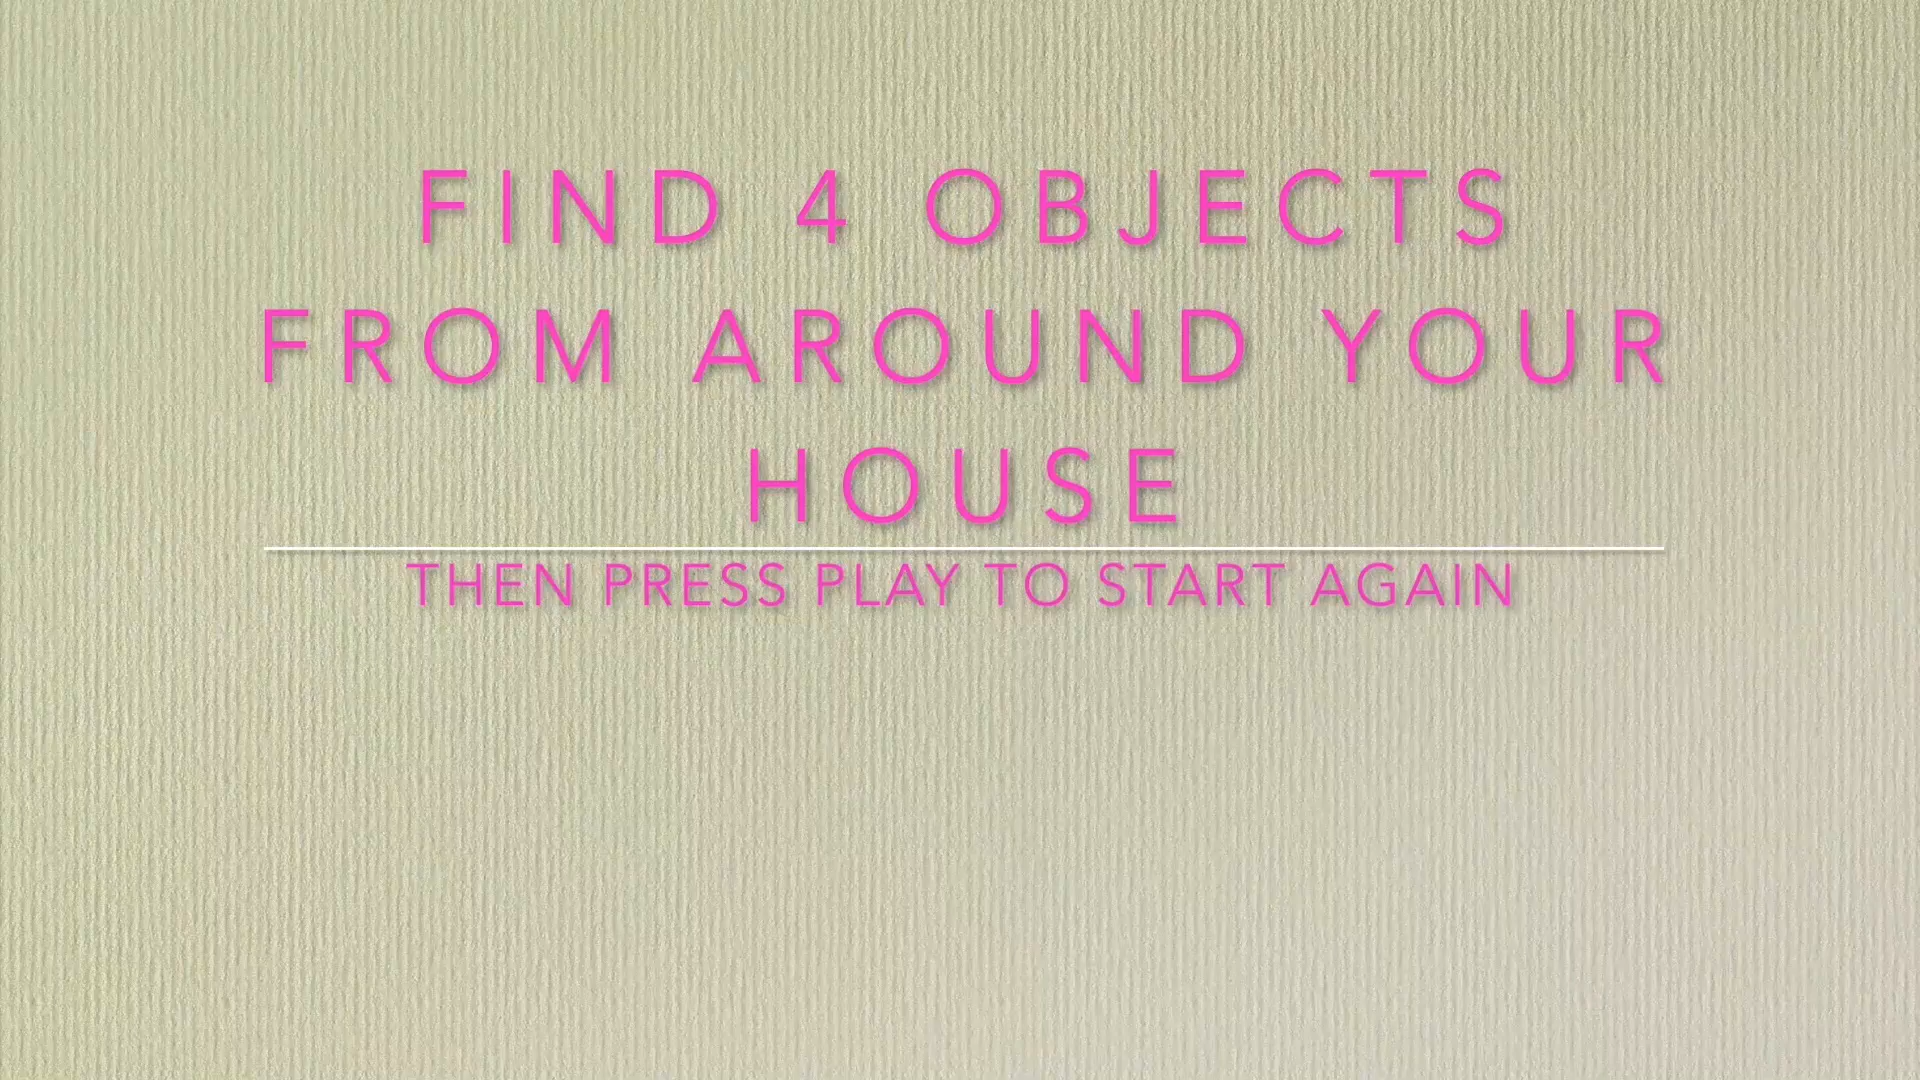 FIND 4 OBJECTS
FROM AROUND YOUR
HOUSE
THEN PRESS PLAY TO START AGAIN